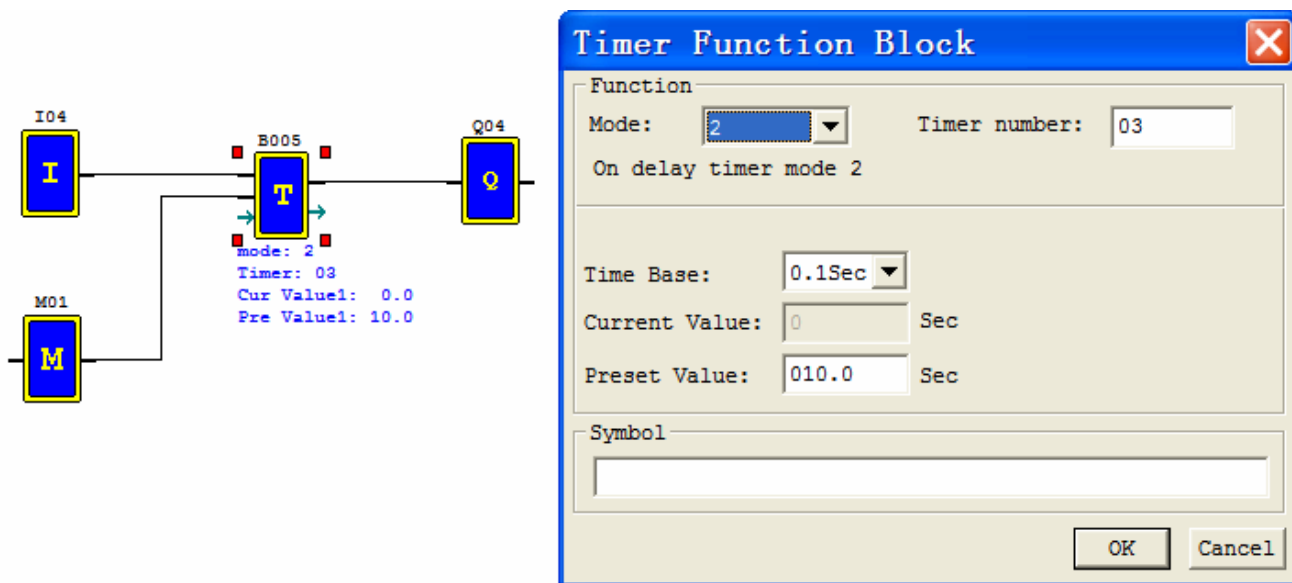 I04
I
B005
T
Q04
Q
mode: 2
Timer: 03
Cur Value1: 0.0
Pre Value1: 10.0
M01
M
Timer Function Block
Function
Mode: 2 Timer number: 03
On delay timer mode 2
Time Base: 0.1Sec
Current Value: 0 Sec
Preset Value: 010.0 Sec
Symbol
OK Cancel